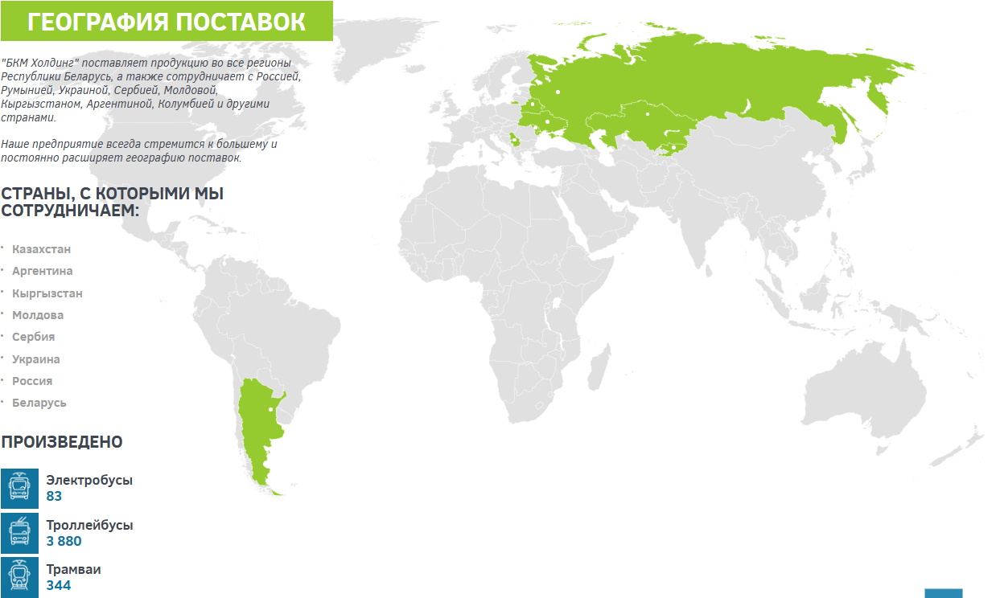 ГЕОГРАФИЯ ПОСТАВОК
"БКМ Холдинг" поставляет продукцию во все регионы
Республики Беларусь, а также сотрудничает с Россией,
Румынией, Украиной, Сербией, Молдовой,
Кыргызстаном, Аргентиной, Колумбией и другими
странами.
Наше предприятие всегда стремится к большему и
постоянно расширяет географию поставок.
СТРАНЫ, С КОТОРЫМИ МЫ
СОТРУДНИЧАЕМ:
· Казахстан
· Аргентина
· Кыргызстан
· Молдова
· Сербия
· Украина
· Россия
· Беларусь
ПРОИЗВЕДЕНО
Электробусы
83
Троллейбусы
3 880
Трамваи
344